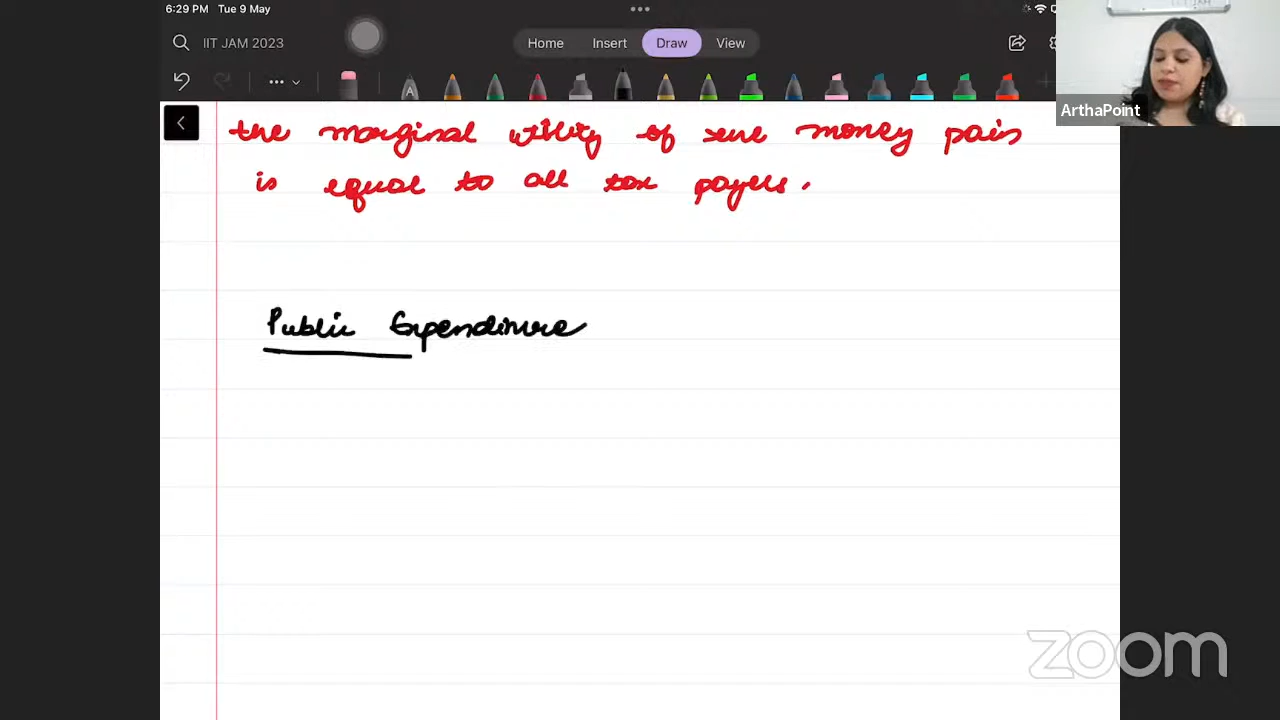 6:29 PM Tue 9 May
IIT JAM 2023
Home Insert Draw View
A
ArthaPoint
the marginal utility of the money paid
is equal to all tax payers.
Public Expenditure
zoom